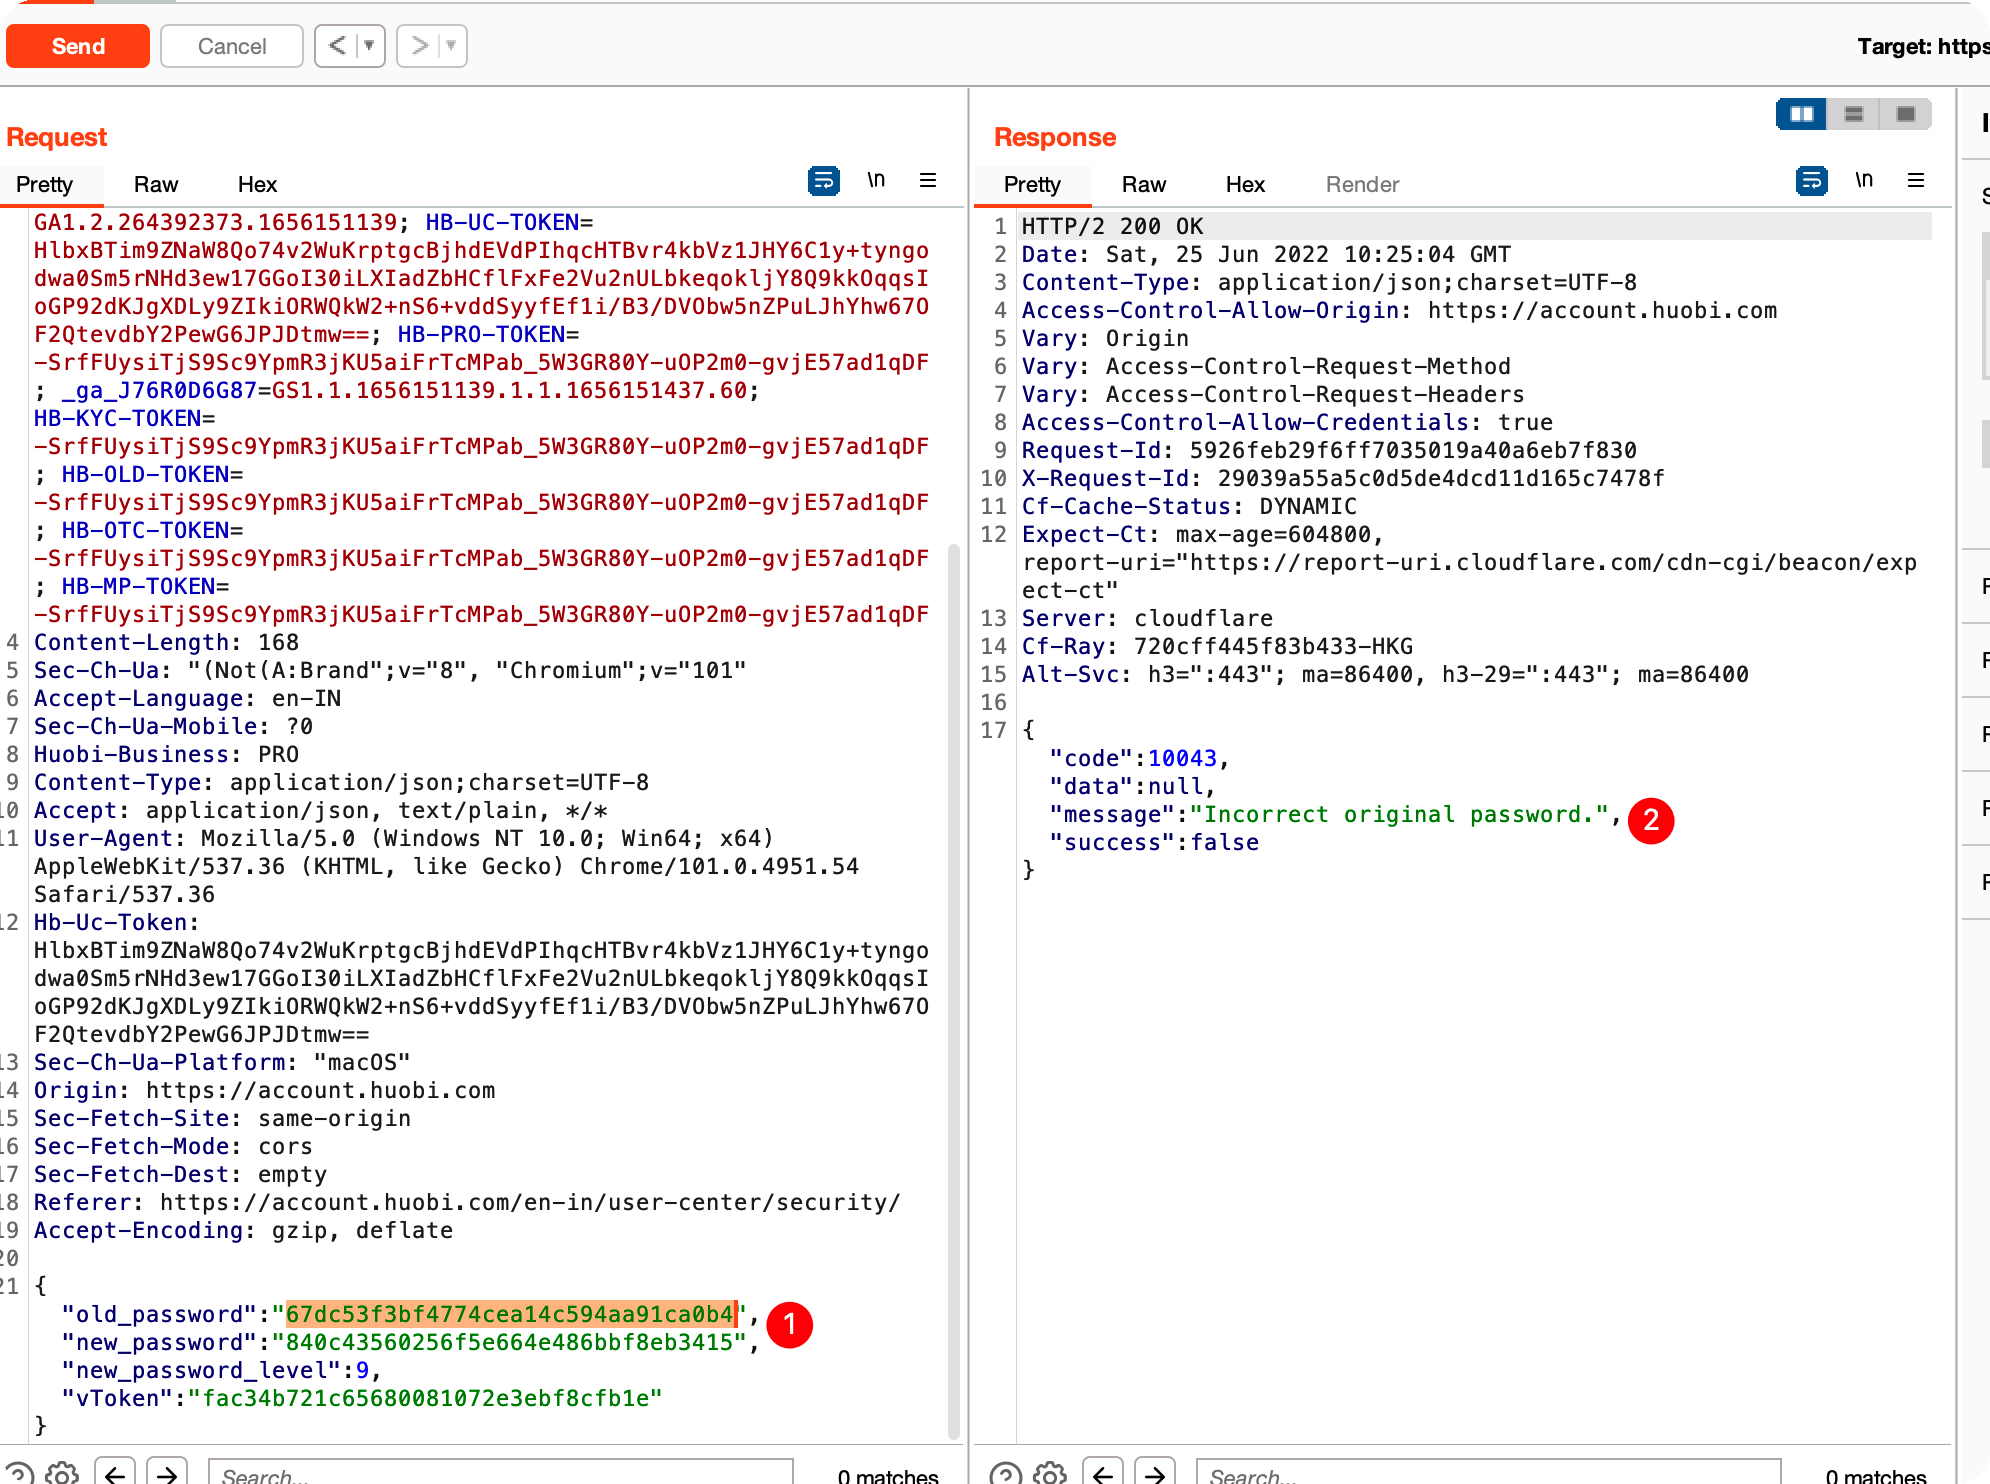 Send Cancel < ▼ > ▼ Target: https
Request
Pretty Raw Hex \n ≡
GA1.2.264392373.1656151139; HB-UC-TOKEN=
HlbxBTim9ZNaW8Qo74v2WuKrptgcBjhdEVdPIhqcHTBvr4kbVz1JHY6C1y+tyngo
dwa0Sm5rNHd3ew17GGoI30iLXIadZbHCflFxFe2Vu2nULbkeqokljY8Q9kkOqqsI
oGP92dKJgXDLy9ZIkiORWQkW2+nS6+vddSyyfEf1i/B3/DVObw5nZPuLJhYhw67O
F2QtevdbY2PewG6JPJDtmw==; HB-PRO-TOKEN=
-SrfFUysiTjS9Sc9YpmR3jKU5aiFrTcMPab_5W3GR80Y-uOP2m0-gvjE57ad1qDF
; _ga_J76R0D6G87=GS1.1.1656151139.1.1.1656151437.60;
HB-KYC-TOKEN=
-SrfFUysiTjS9Sc9YpmR3jKU5aiFrTcMPab_5W3GR80Y-uOP2m0-gvjE57ad1qDF
; HB-OLD-TOKEN=
-SrfFUysiTjS9Sc9YpmR3jKU5aiFrTcMPab_5W3GR80Y-uOP2m0-gvjE57ad1qDF
; HB-OTC-TOKEN=
-SrfFUysiTjS9Sc9YpmR3jKU5aiFrTcMPab_5W3GR80Y-uOP2m0-gvjE57ad1qDF
; HB-MP-TOKEN=
-SrfFUysiTjS9Sc9YpmR3jKU5aiFrTcMPab_5W3GR80Y-uOP2m0-gvjE57ad1qDF
4 Content-Length: 168
5 Sec-Ch-Ua: "(Not(A:Brand";v="8", "Chromium";v="101"
6 Accept-Language: en-IN
7 Sec-Ch-Ua-Mobile: ?0
8 Huobi-Business: PRO
9 Content-Type: application/json;charset=UTF-8
10 Accept: application/json, text/plain, */*
11 User-Agent: Mozilla/5.0 (Windows NT 10.0; Win64; x64)
AppleWebKit/537.36 (KHTML, like Gecko) Chrome/101.0.4951.54
Safari/537.36
12 Hb-Uc-Token:
HlbxBTim9ZNaW8Qo74v2WuKrptgcBjhdEVdPIhqcHTBvr4kbVz1JHY6C1y+tyngo
dwa0Sm5rNHd3ew17GGoI30iLXIadZbHCflFxFe2Vu2nULbkeqokljY8Q9kkOqqsI
oGP92dKJgXDLy9ZIkiORWQkW2+nS6+vddSyyfEf1i/B3/DVObw5nZPuLJhYhw67O
F2QtevdbY2PewG6JPJDtmw==
13 Sec-Ch-Ua-Platform: "macOS"
14 Origin: https://account.huobi.com
15 Sec-Fetch-Site: same-origin
16 Sec-Fetch-Mode: cors
17 Sec-Fetch-Dest: empty
18 Referer: https://account.huobi.com/en-in/user-center/security/
19 Accept-Encoding: gzip, deflate
20
21 {
"old_password":"67dc53f3bf4774cea14c594aa91ca0b4", 1
"new_password":"840c43560256f5e664e486bbf8eb3415",
"new_password_level":9,
"vToken":"fac34b721c65680081072e3ebf8cfb1e"
}
Search... 0 matches
Response
Pretty Raw Hex Render \n ≡
1 HTTP/2 200 OK
2 Date: Sat, 25 Jun 2022 10:25:04 GMT
3 Content-Type: application/json;charset=UTF-8
4 Access-Control-Allow-Origin: https://account.huobi.com
5 Vary: Origin
6 Vary: Access-Control-Request-Method
7 Vary: Access-Control-Request-Headers
8 Access-Control-Allow-Credentials: true
9 Request-Id: 5926feb29f6ff7035019a40a6eb7f830
10 X-Request-Id: 29039a55a5c0d5de4dcd11d165c7478f
11 Cf-Cache-Status: DYNAMIC
12 Expect-Ct: max-age=604800,
report-uri="https://report-uri.cloudflare.com/cdn-cgi/beacon/exp
ect-ct"
13 Server: cloudflare
14 Cf-Ray: 720cff445f83b433-HKG
15 Alt-Svc: h3=":443"; ma=86400, h3-29=":443"; ma=86400
16
17 {
"code":10043,
"data":null,
"message":"Incorrect original password.", 2
"success":false
}
Search... 0 matches